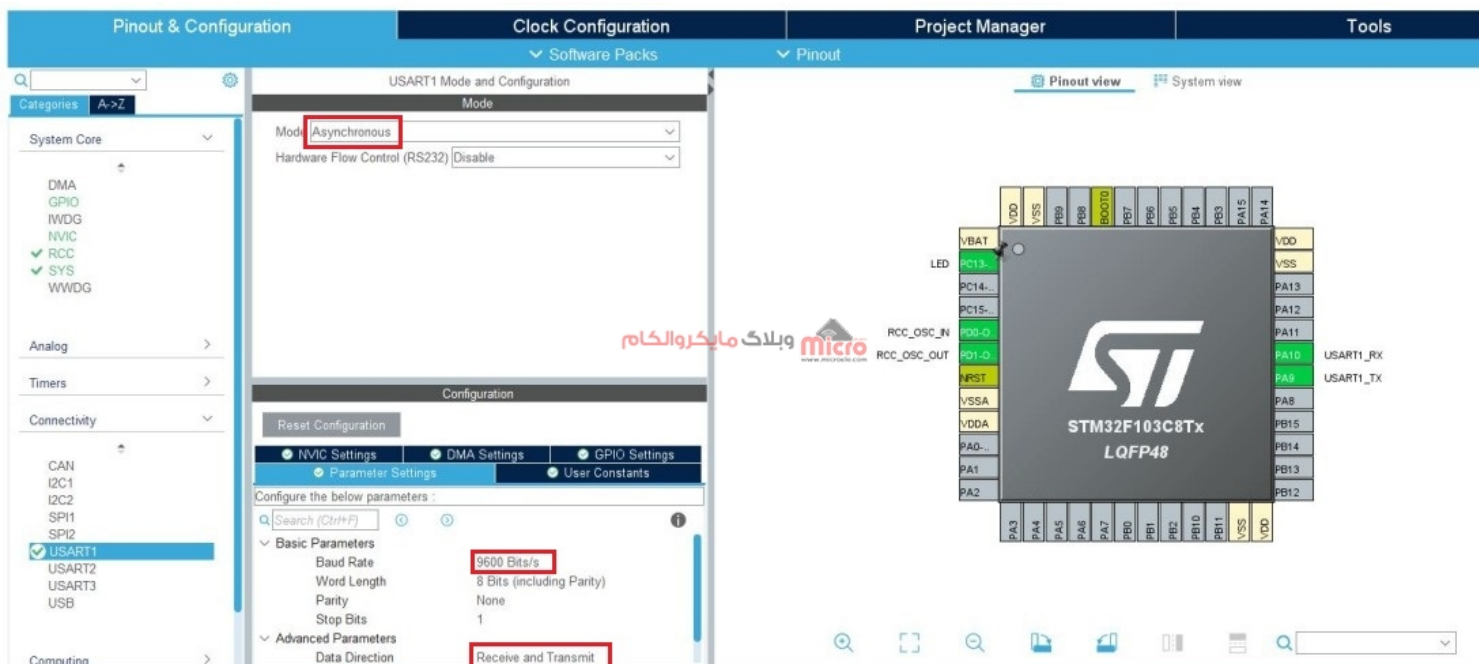 Pinout & Configuration
Clock Configuration
Project Manager
Tools
Software Packs
Pinout
Categories
A->Z
System Core
DMA
GPIO
IWDG
NVIC
RCC
SYS
WWDG
Analog
Timers
Connectivity
CAN
I2C1
I2C2
SPI1
SPI2
USART1
USART2
USART3
USB
Computing
USART1 Mode and Configuration
Mode
Mode Asynchronous
Hardware Flow Control (RS232) Disable
Configuration
Reset Configuration
NVIC Settings
DMA Settings
GPIO Settings
Parameter Settings
User Constants
Configure the below parameters :
Search (Ctrl+F)
Basic Parameters
Baud Rate 9600 Bits/s
Word Length 8 Bits (including Parity)
Parity None
Stop Bits 1
Advanced Parameters
Data Direction Receive and Transmit
Pinout view
System view
VDD
VSS
PB9
PB8
BOOT0
PB7
PB6
PB5
PB4
PB3
PA15
PA14
VBAT
LED PC13-..
PC14-..
PC15-..
RCC_OSC_IN PD0-O..
RCC_OSC_OUT PD1-O..
NRST
VSSA
VDDA
PA0-..
PA1
PA2
VDD
VSS
PA13
PA12
PA11
PA10 USART1_RX
PA9 USART1_TX
PA8
PB15
PB14
PB13
PB12
PA3
PA4
PA5
PA6
PA7
PB0
PB1
PB2
PB10
PB11
VSS
VDD
STM32F103C8Tx
LQFP48
وبلاگ مایکروالکام
micro
www.microele.com